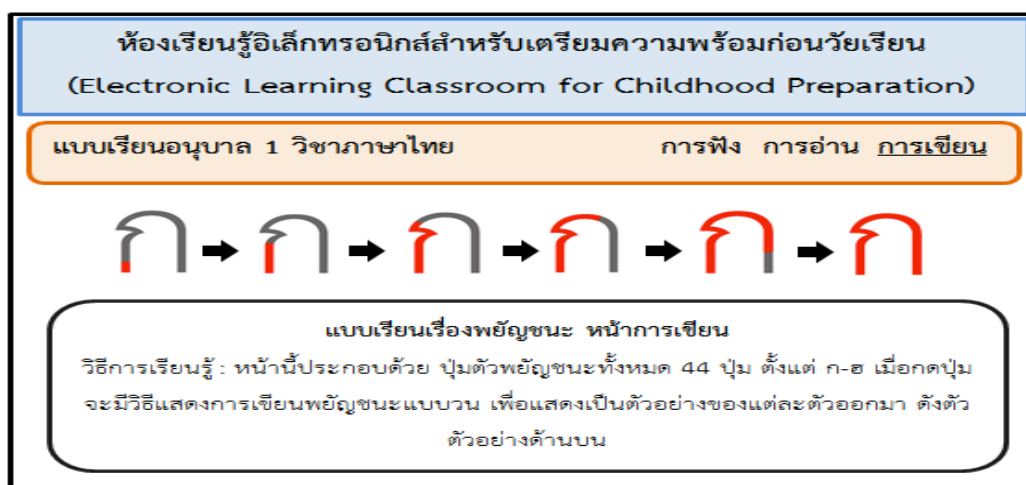 ห้องเรียนรู้อิเล็กทรอนิกส์สำหรับเตรียมความพร้อมก่อนวัยเรียน
(Electronic Learning Classroom for Childhood Preparation)
แบบเรียนอนุบาล 1 วิชาภาษาไทย การฟัง การอ่าน การเขียน
ก ก ก ก ก ก
แบบเรียนเรื่องพยัญชนะ หน้าการเขียน
วิธีการเรียนรู้ : หน้านี้ประกอบด้วย ปุ่มตัวพยัญชนะทั้งหมด 44 ปุ่ม ตั้งแต่ ก-ฮ เมื่อกดปุ่ม
จะมีวิธีแสดงการเขียนพยัญชนะแบบวน เพื่อแสดงเป็นตัวอย่างของแต่ละตัวออกมา ดังตัว
ตัวอย่างด้านบน